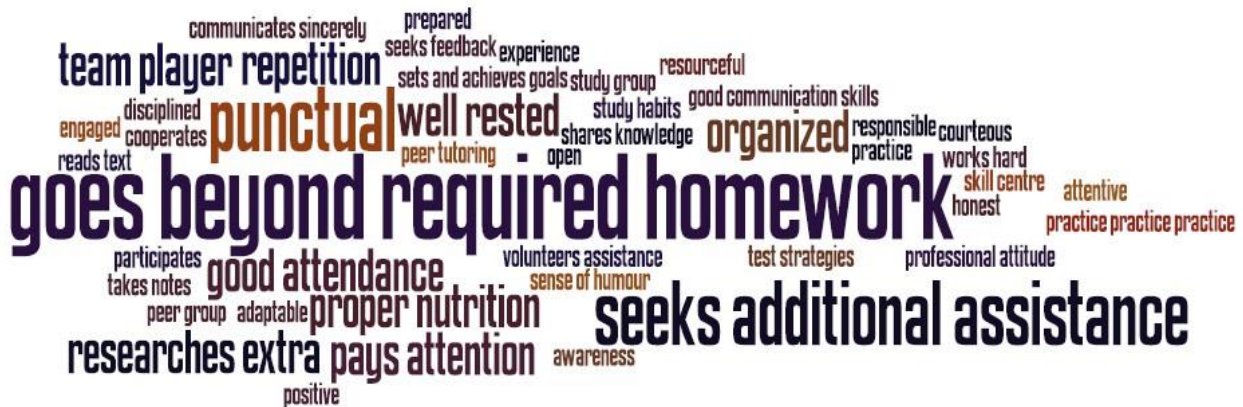 communicates sincerely
prepared
team player
repetition
seeks feedback
experience
sets and achieves goals
study group
resourceful
disciplined
engaged
cooperates
punctual
well rested
study habits
good communication skills
shares knowledge
organized
responsible
courteous
reads text
peer tutoring
open
practice
works hard
goes beyond required homework
skill centre
attentive
honest
practice practice practice
participates
good attendance
volunteers assistance
test strategies
professional attitude
takes notes
sense of humour
peer group
adaptable
proper nutrition
seeks additional assistance
researches extra
pays attention
awareness
positive